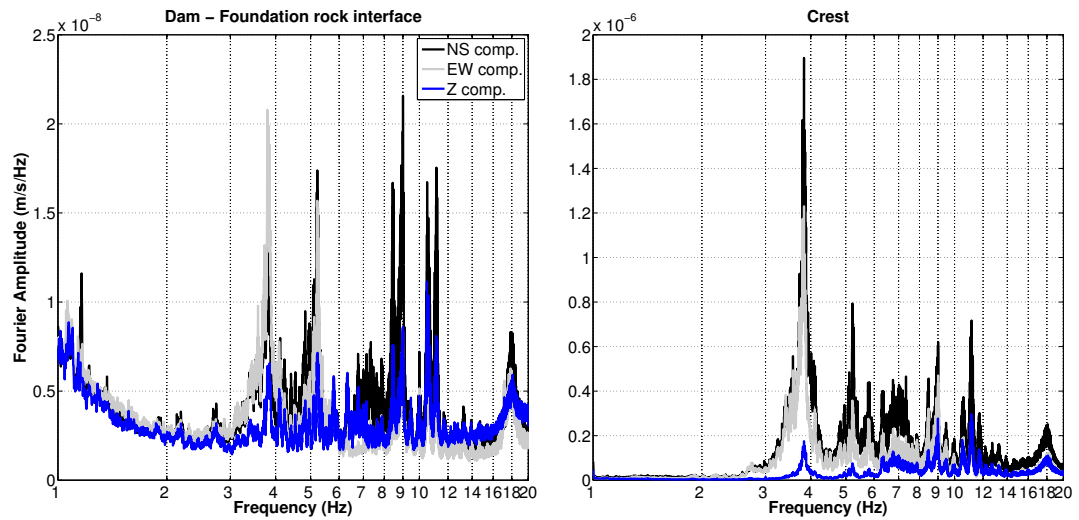 Dam – Foundation rock interface
x 10⁻⁸
2.5
2
1.5
1
0.5
0
Fourier Amplitude (m/s/Hz)
NS comp.
EW comp.
Z comp.
1 2 3 4 5 6 7 8 9 10 12 14 16 18 20
Frequency (Hz)
Crest
x 10⁻⁶
2
1.8
1.6
1.4
1.2
1
0.8
0.6
0.4
0.2
0
1 2 3 4 5 6 7 8 9 10 12 14 16 18 20
Frequency (Hz)